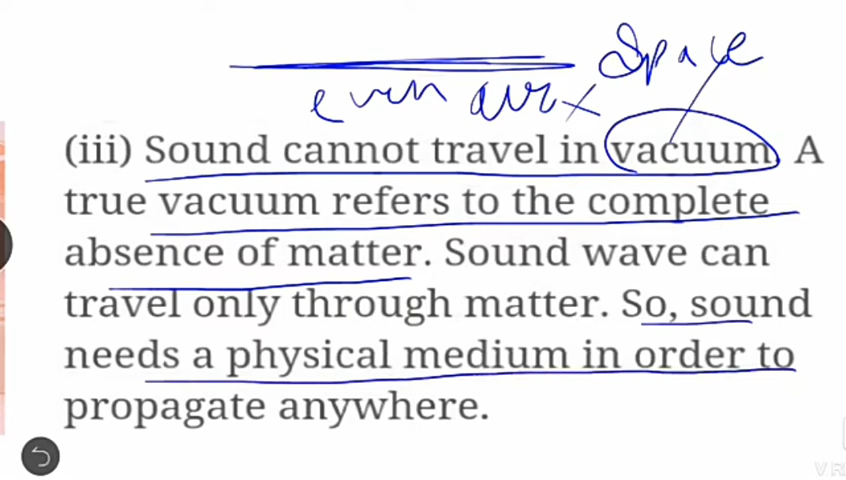 Space
even air x
(iii) Sound cannot travel in vacuum. A
true vacuum refers to the complete
absence of matter. Sound wave can
travel only through matter. So, sound
needs a physical medium in order to
propagate anywhere.